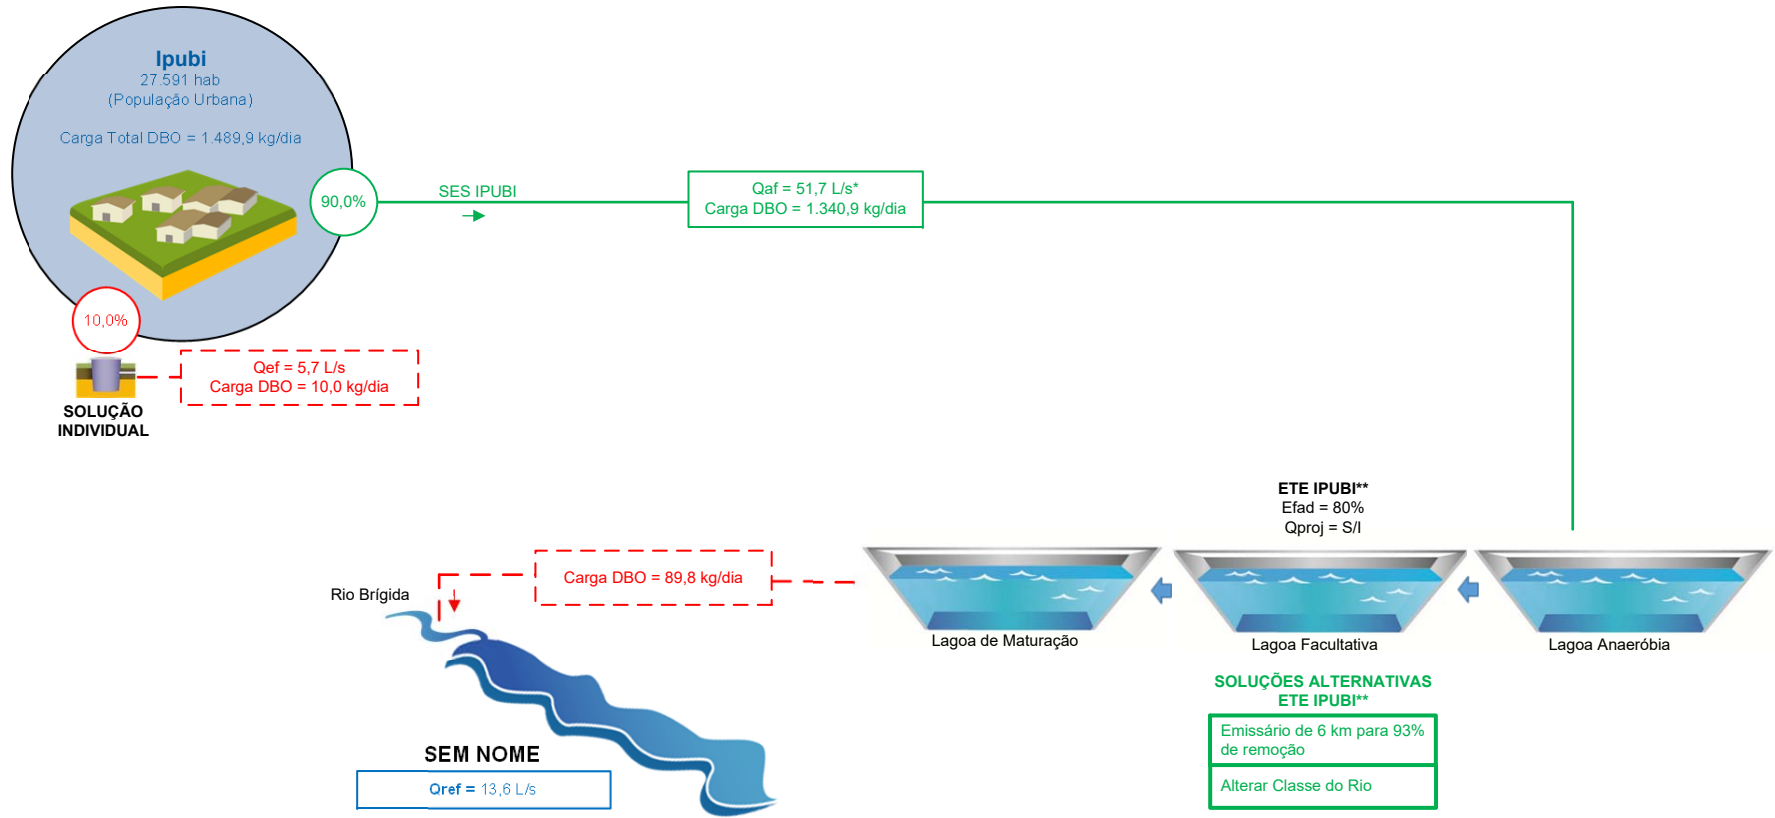 Ipubi
27.591 hab
(População Urbana)
Carga Total DBO = 1.489,9 kg/dia
90,0%
SES IPUBI
Qaf = 51,7 L/s*
Carga DBO = 1.340,9 kg/dia
10,0%
Qef = 5,7 L/s
Carga DBO = 10,0 kg/dia
SOLUÇÃO
INDIVIDUAL
ETE IPUBI**
Efad = 80%
Qproj = S/I
Carga DBO = 89,8 kg/dia
Rio Brígida
Lagoa de Maturação
Lagoa Facultativa
Lagoa Anaeróbia
SOLUÇÕES ALTERNATIVAS
ETE IPUBI**
Emissário de 6 km para 93%
de remoção
Alterar Classe do Rio
SEM NOME
Qref = 13,6 L/s